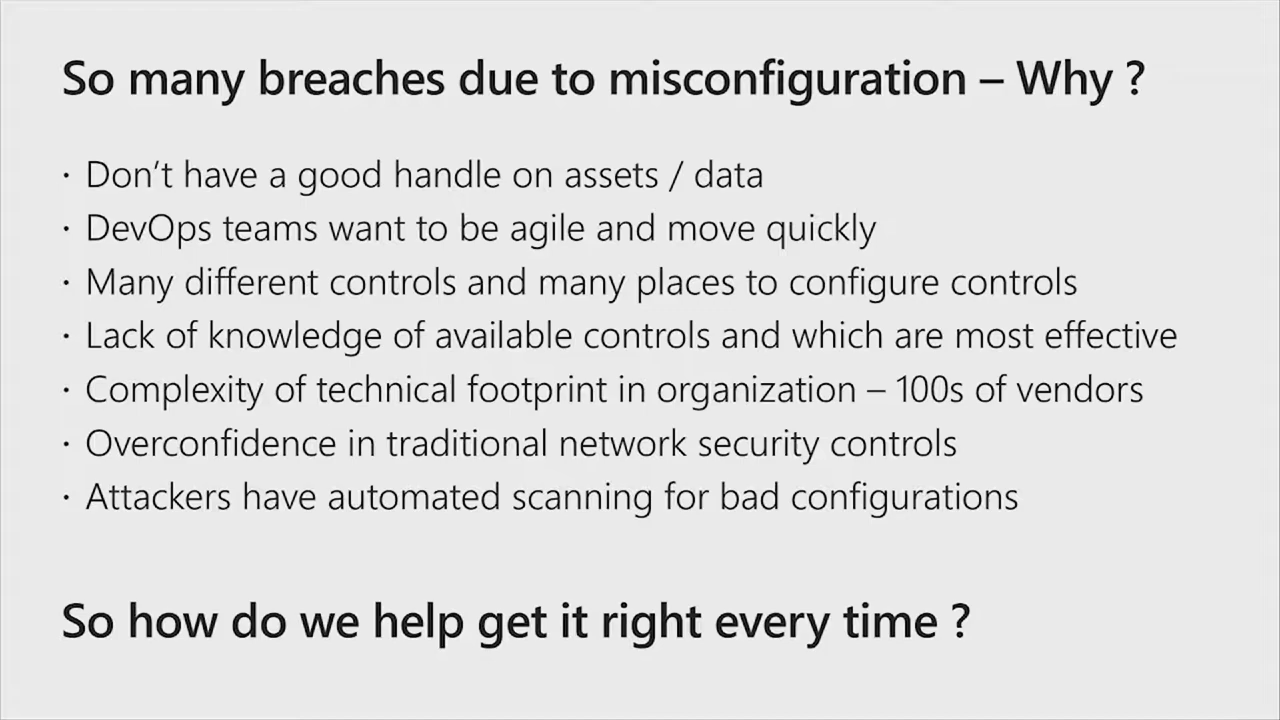 So many breaches due to misconfiguration – Why ?
· Don't have a good handle on assets / data
· DevOps teams want to be agile and move quickly
· Many different controls and many places to configure controls
· Lack of knowledge of available controls and which are most effective
· Complexity of technical footprint in organization – 100s of vendors
· Overconfidence in traditional network security controls
· Attackers have automated scanning for bad configurations
So how do we help get it right every time ?